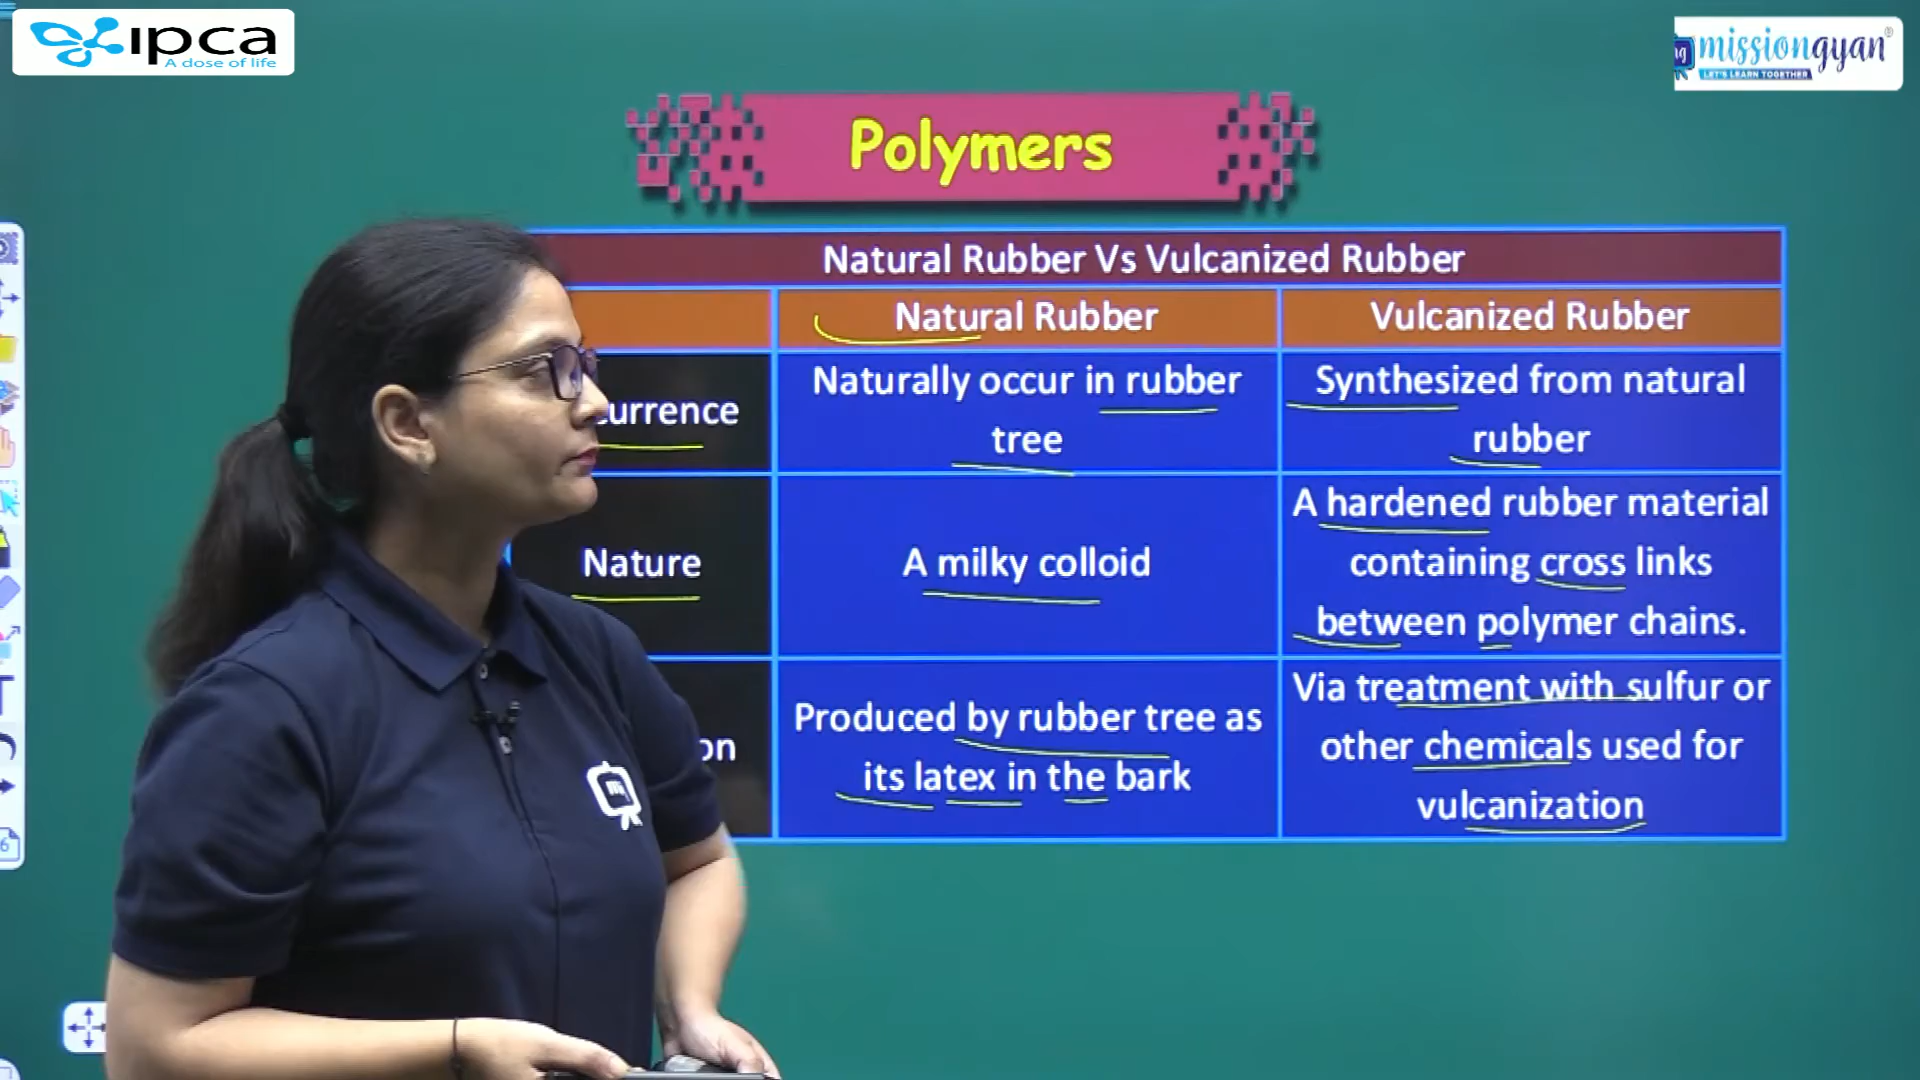 ipca
A dose of life
missiongyan
LET'S LEARN TOGETHER
Polymers
Natural Rubber Vs Vulcanized Rubber
Natural Rubber
Vulcanized Rubber
Naturally occur in rubber
tree
Synthesized from natural
rubber
Nature
A milky colloid
A hardened rubber material
containing cross links
between polymer chains.
Produced by rubber tree as
its latex in the bark
Via treatment with sulfur or
other chemicals used for
vulcanization